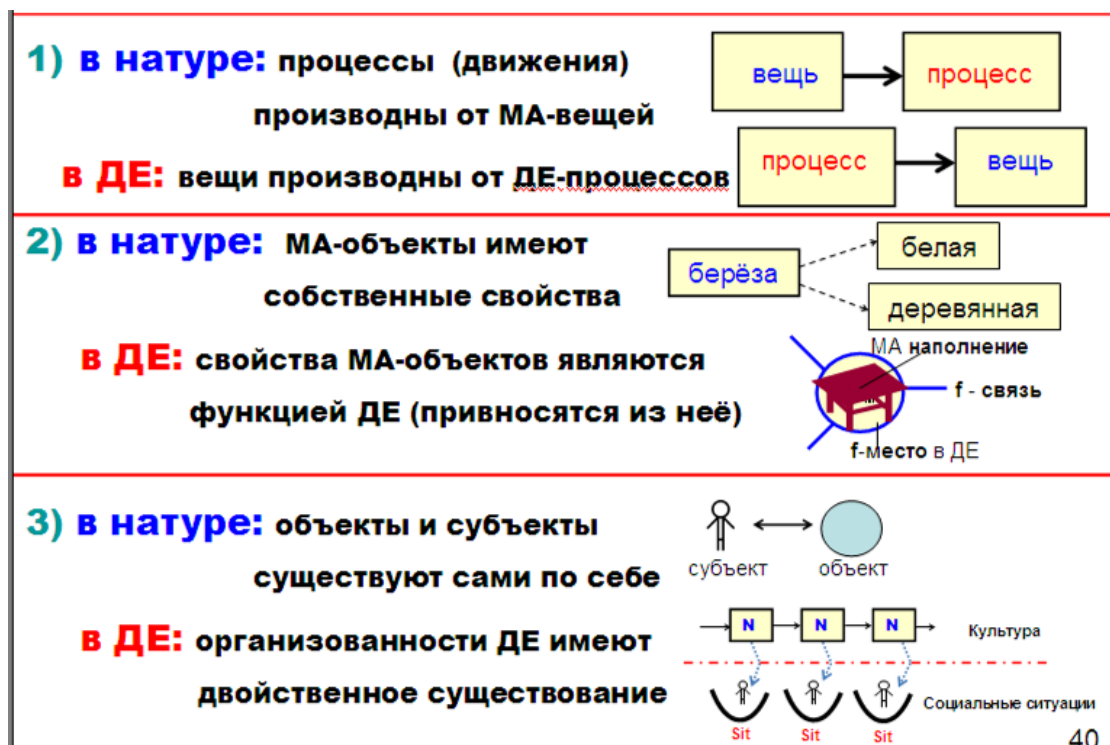 1) в натуре: процессы (движения)
производны от МА-вещей
вещь
процесс
в ДЕ: вещи производны от ДЕ-процессов
процесс
вещь
2) в натуре: МА-объекты имеют
собственные свойства
берёза
белая
деревянная
в ДЕ: свойства МА-объектов являются
функцией ДЕ (привносятся из неё)
МА наполнение
f - связь
f-место в ДЕ
3) в натуре: объекты и субъекты
существуют сами по себе
субъект
объект
в ДЕ: организованности ДЕ имеют
двойственное существование
N N N
Культура
Социальные ситуации
Sit Sit Sit
40